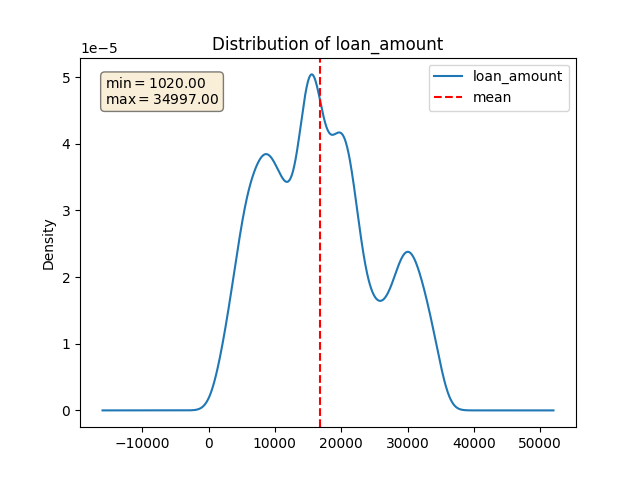 Distribution of loan_amount
1e−5
min = 1020.00
max = 34997.00
loan_amount
mean
5
4
3
2
1
0
Density
−10000 0 10000 20000 30000 40000 50000